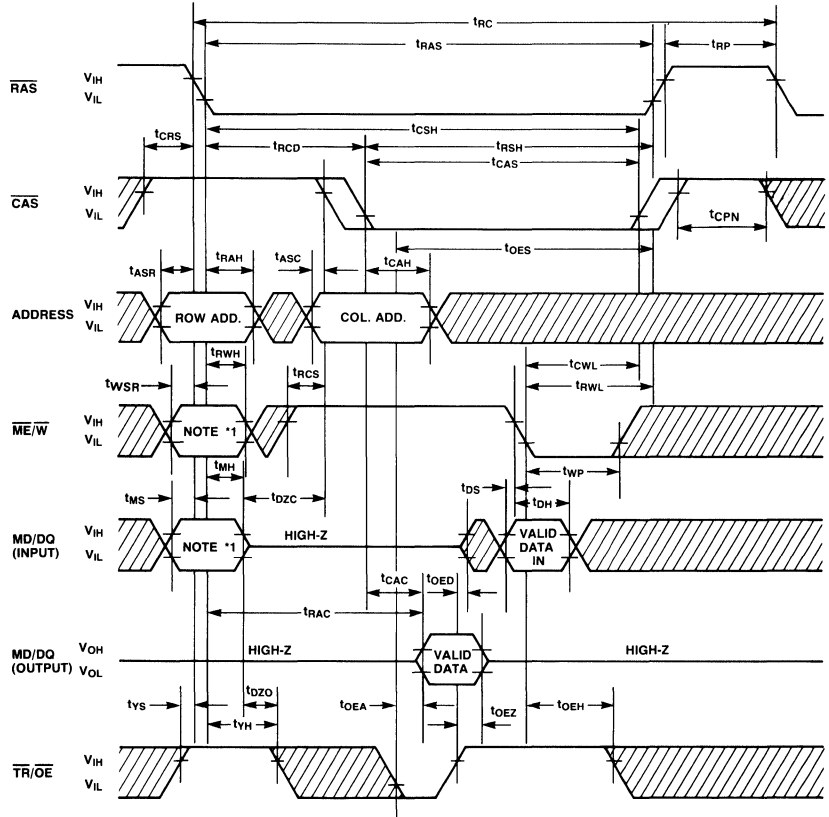 tRC
tRAS
tRP
RAS
VIH
VIL
tCSH
tCRS
tRCD
tRSH
tCAS
CAS
VIH
VIL
tCPN
tOES
tASR
tRAH
tASC
tCAH
ADDRESS
VIH
VIL
ROW ADD.
COL. ADD.
tRWH
tCWL
tWSR
tRCS
tRWL
ME/W
VIH
VIL
NOTE *1
tMH
tWP
tMS
tDZC
tDS
tDH
MD/DQ
(INPUT)
VIH
VIL
NOTE *1
HIGH-Z
VALID
DATA
IN
tCAC
tOED
tRAC
MD/DQ
(OUTPUT)
VOH
VOL
HIGH-Z
VALID
DATA
HIGH-Z
tDZO
tYS
tYH
tOEA
tOEZ
tOEH
TR/OE
VIH
VIL